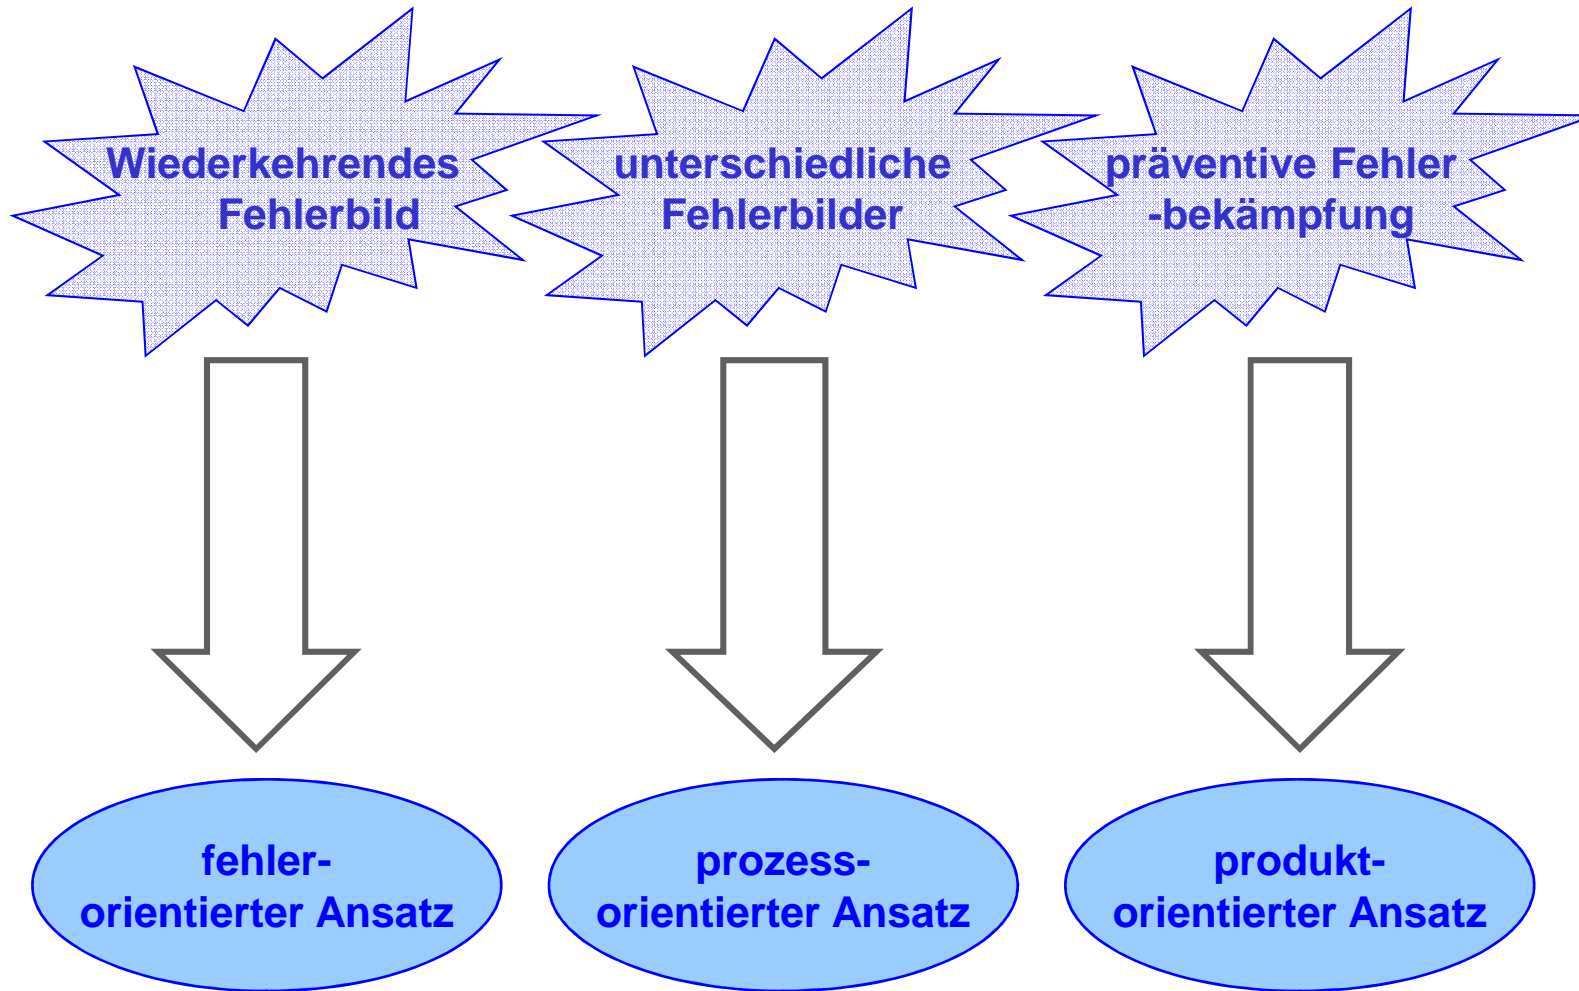 Wiederkehrendes
Fehlerbild
unterschiedliche
Fehlerbilder
präventive Fehler
-bekämpfung
fehler-
orientierter Ansatz
prozess-
orientierter Ansatz
produkt-
orientierter Ansatz